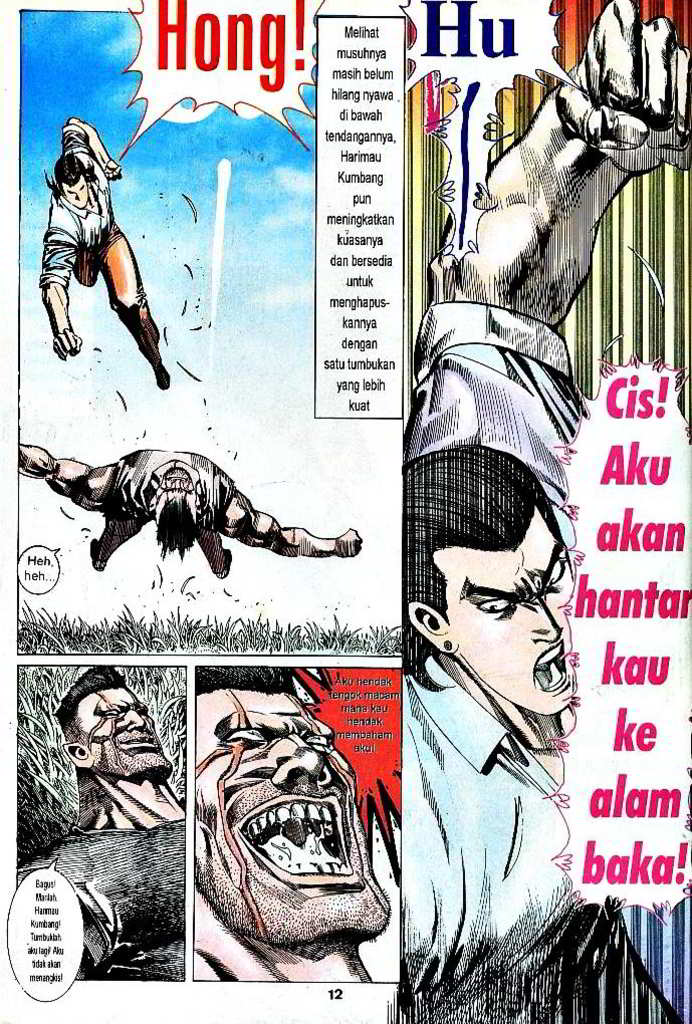 Hong!
Melihat
musuhnya
masih belum
hilang nyawa
di bawah
tendangannya,
Harimau
Kumbang
pun
meningkatkan
kuasanya
dan bersedia
untuk
menghapus-
kannya
dengan
satu tumbukan
yang lebih
kuat
Hu
Cis!
Aku
akan
hantar
kau
ke
alam
baka!
Heh,
heh...
Bagus!
Marilah,
Harimau
Kumbang!
Tumbuklah
aku lagi! Aku
tidak akan
menangkis!
Aku hendak
tengok macam
mana kau
hendak
membaham
aku!
12